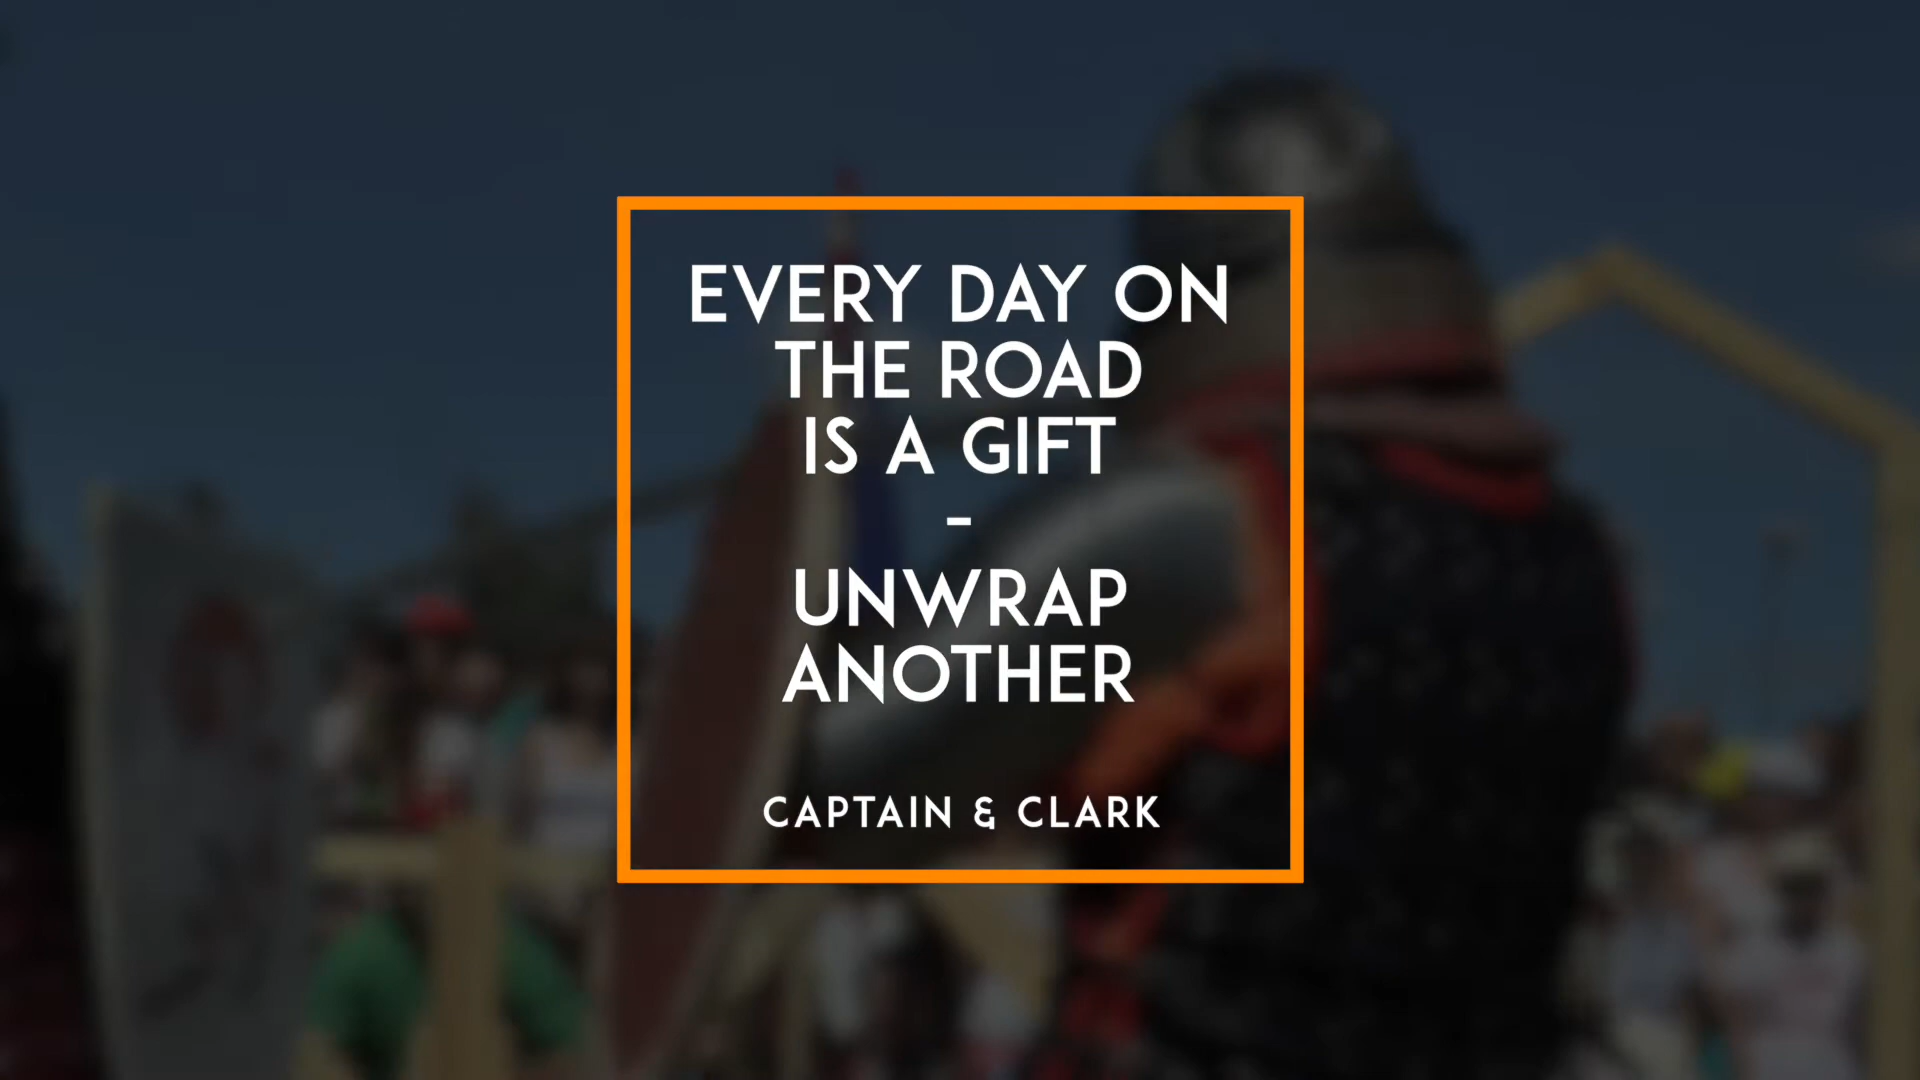 EVERY DAY ON
THE ROAD
IS A GIFT
-
UNWRAP
ANOTHER
CAPTAIN & CLARK